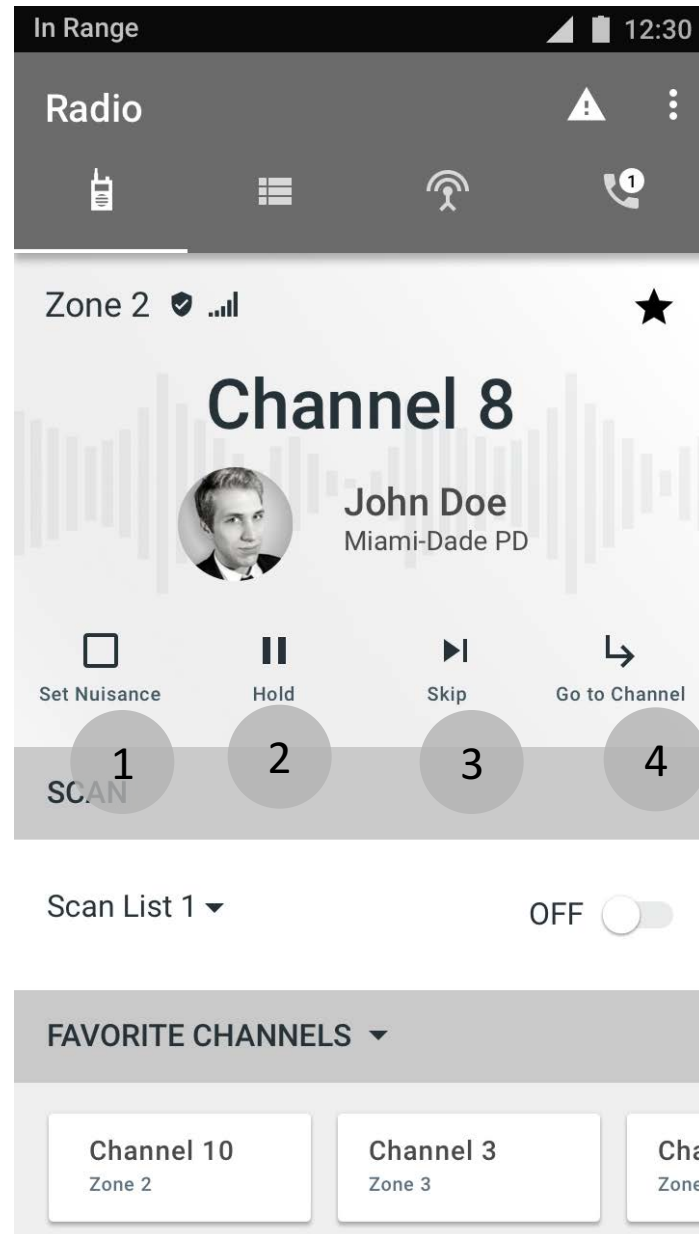 In Range 12:30
Radio
1
Zone 2
Channel 8
John Doe
Miami-Dade PD
Set Nuisance Hold Skip Go to Channel
1 2 3 4
SCAN
Scan List 1 OFF
FAVORITE CHANNELS
Channel 10 Channel 3 Cha
Zone 2 Zone 3 Zone